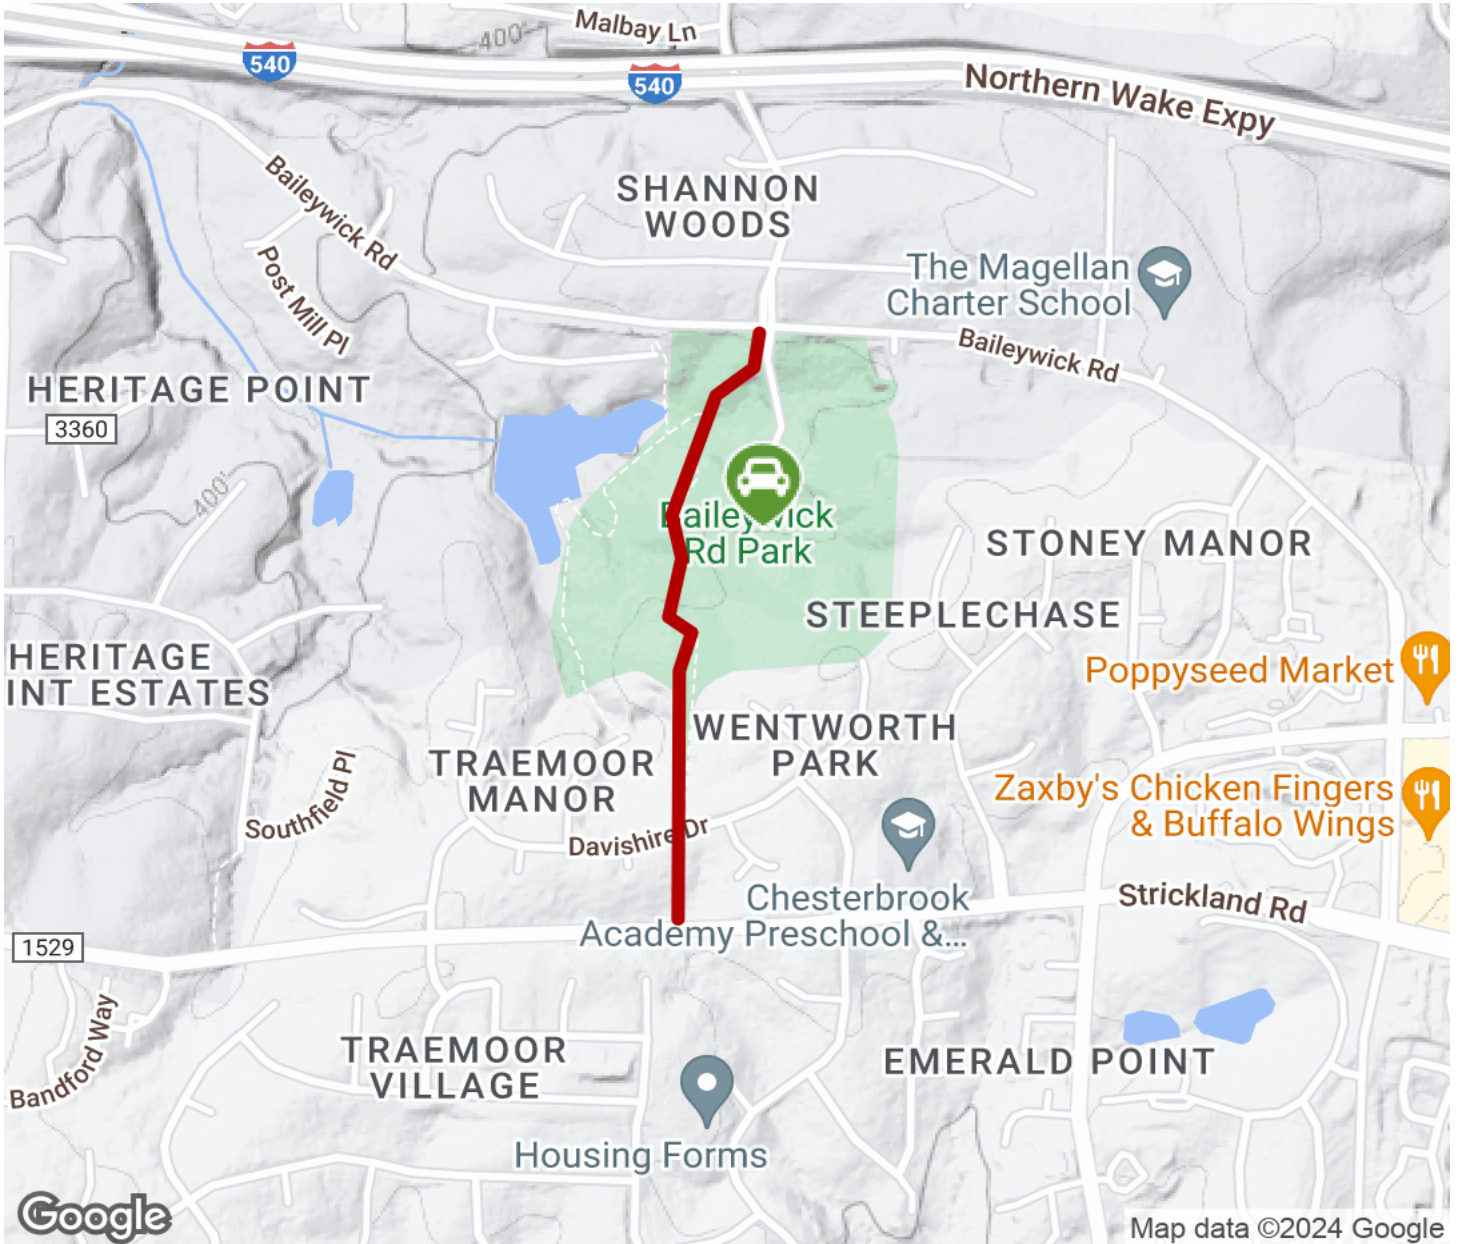 Malbay Ln
400'
540
540
Northern Wake Expy
SHANNON
WOODS
Baileywick Rd
Post Mill Pl
The Magellan
Charter School
Baileywick Rd
HERITAGE POINT
3360
400'
Baileywick
Rd Park
STONEY MANOR
STEEPLECHASE
HERITAGE
INT ESTATES
Poppyseed Market
WENTWORTH
PARK
TRAEMOOR
MANOR
Southfield Pl
Zaxby's Chicken Fingers
& Buffalo Wings
Davishire Dr
Chesterbrook
Academy Preschool &...
Strickland Rd
1529
Bandford Way
TRAEMOOR
VILLAGE
EMERALD POINT
Housing Forms
Google
Map data ©2024 Google